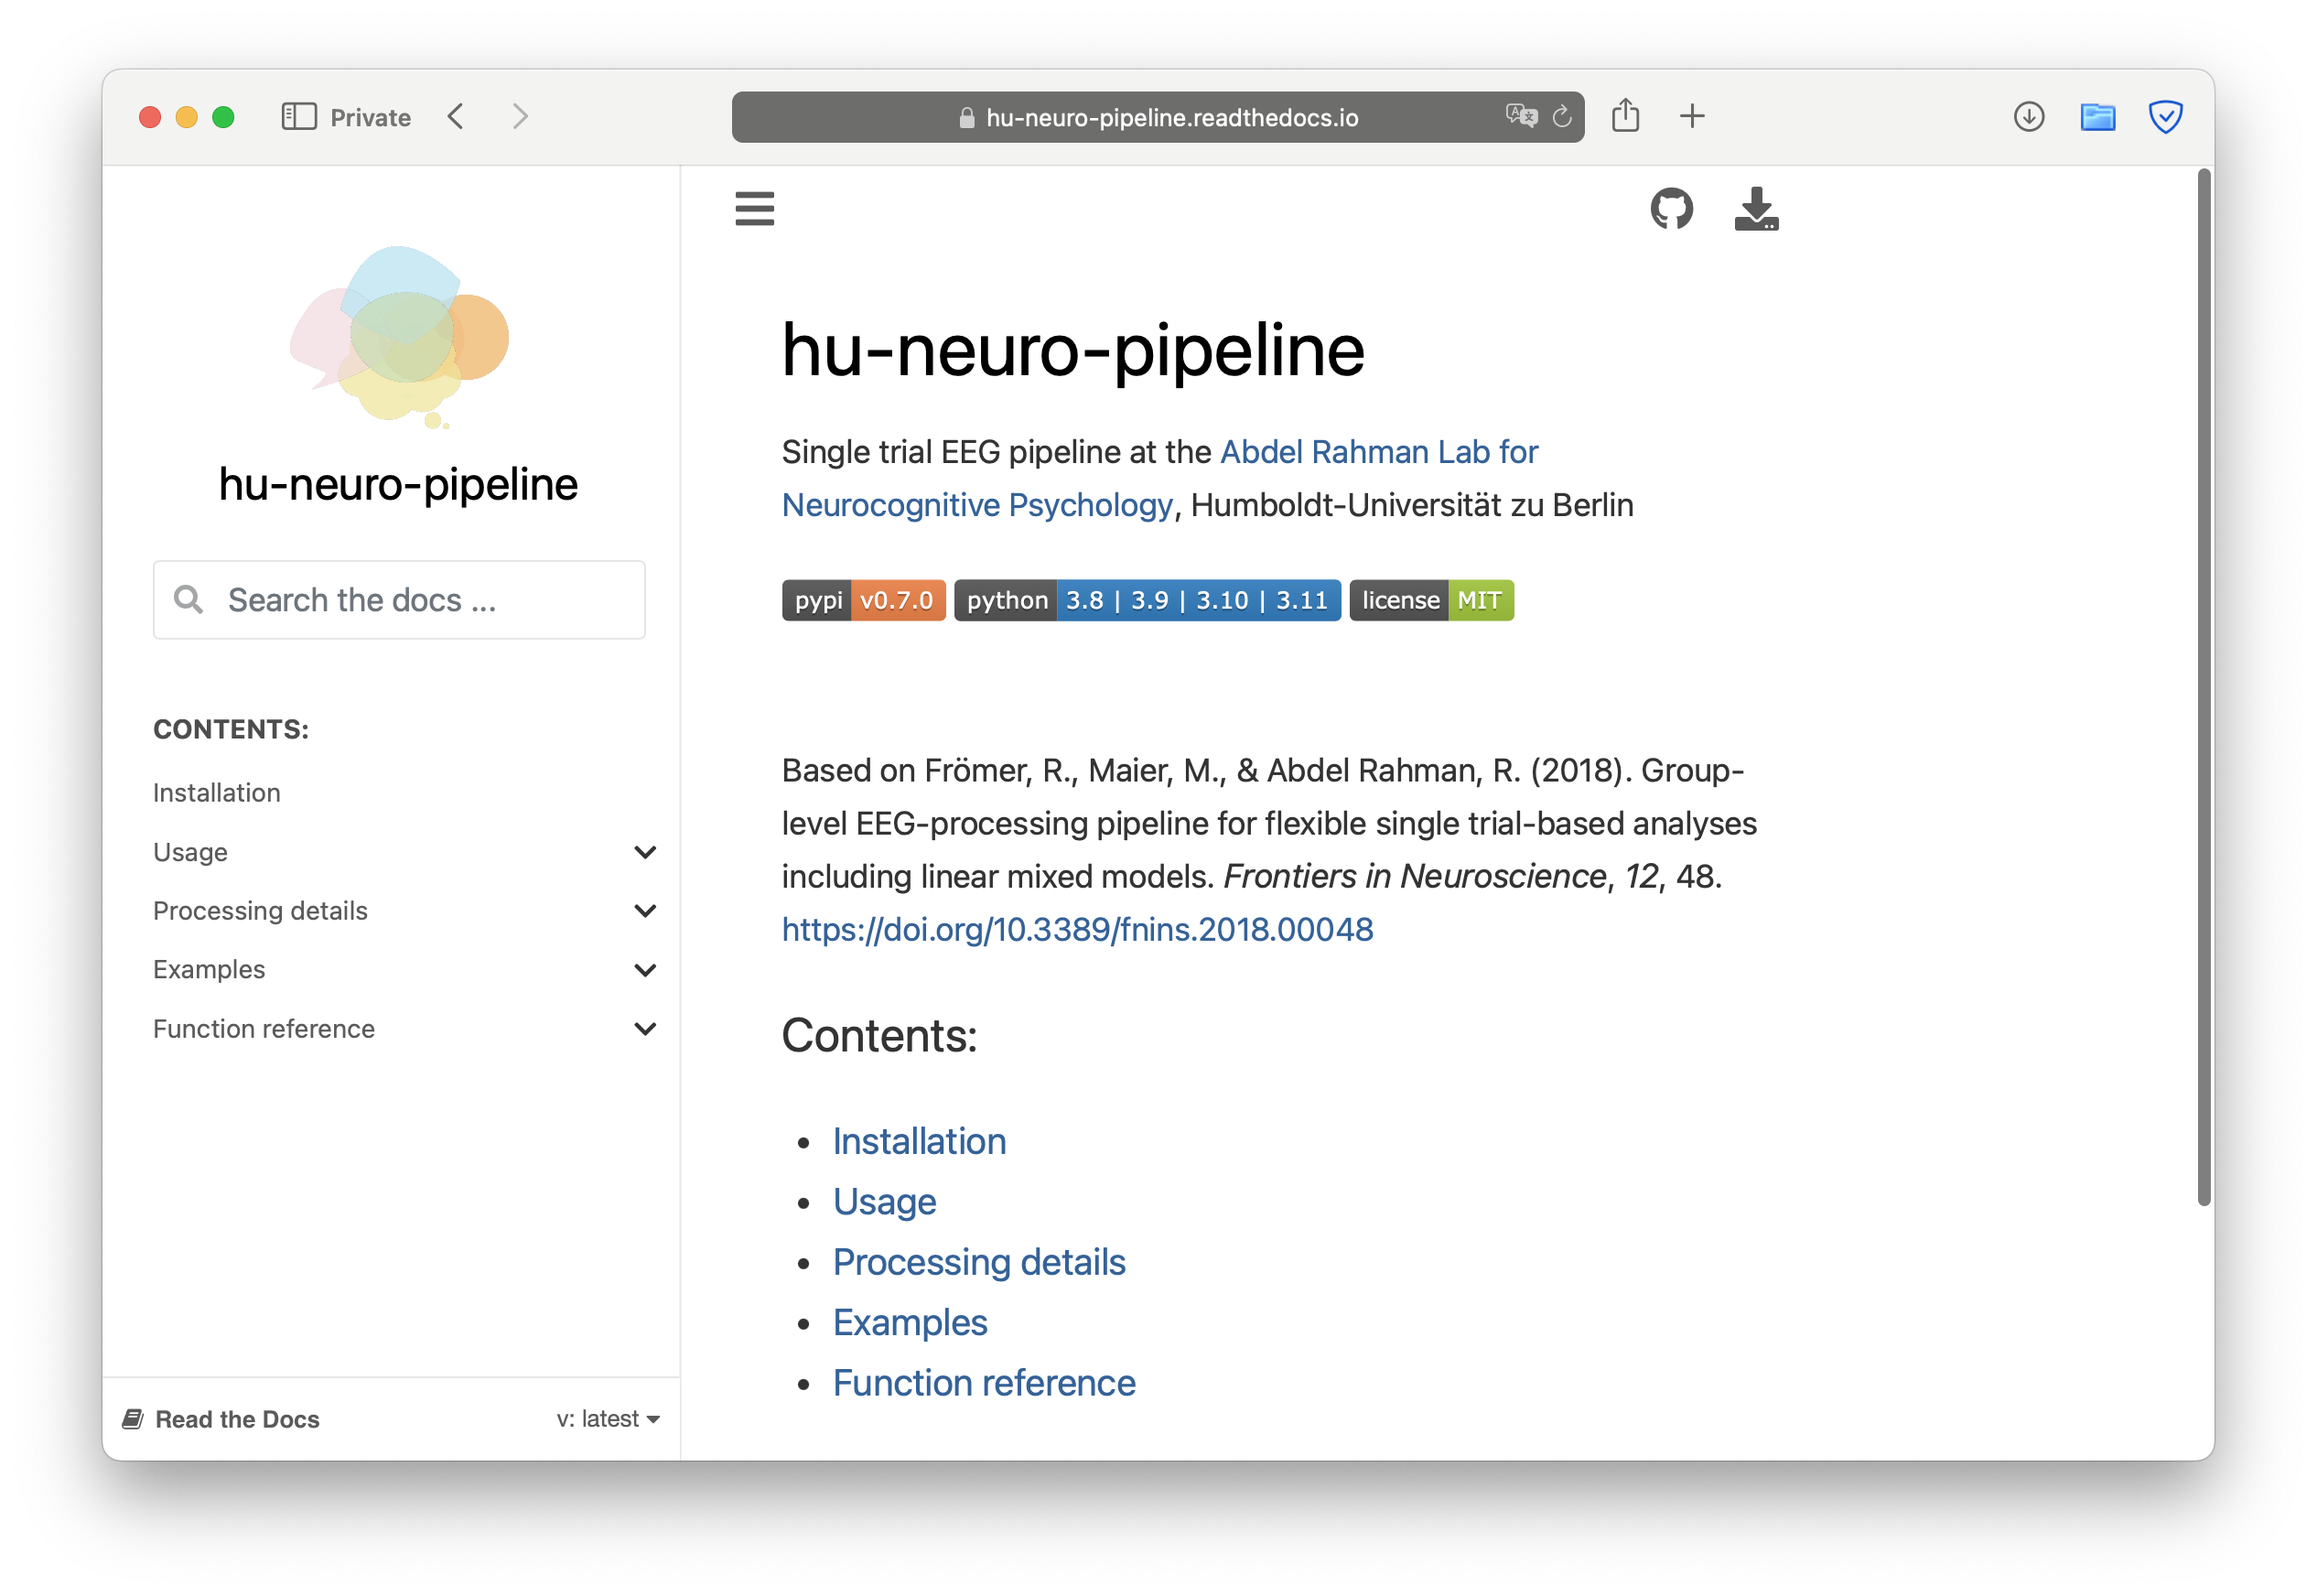 Private
hu-neuro-pipeline.readthedocs.io
hu-neuro-pipeline
Search the docs ...
CONTENTS:
Installation
Usage
Processing details
Examples
Function reference
Read the Docs
v: latest
hu-neuro-pipeline
Single trial EEG pipeline at the Abdel Rahman Lab for
Neurocognitive Psychology, Humboldt-Universität zu Berlin
pypi v0.7.0 python 3.8 | 3.9 | 3.10 | 3.11 license MIT
Based on Frömer, R., Maier, M., & Abdel Rahman, R. (2018). Group-
level EEG-processing pipeline for flexible single trial-based analyses
including linear mixed models. Frontiers in Neuroscience, 12, 48.
https://doi.org/10.3389/fnins.2018.00048
Contents:
• Installation
• Usage
• Processing details
• Examples
• Function reference